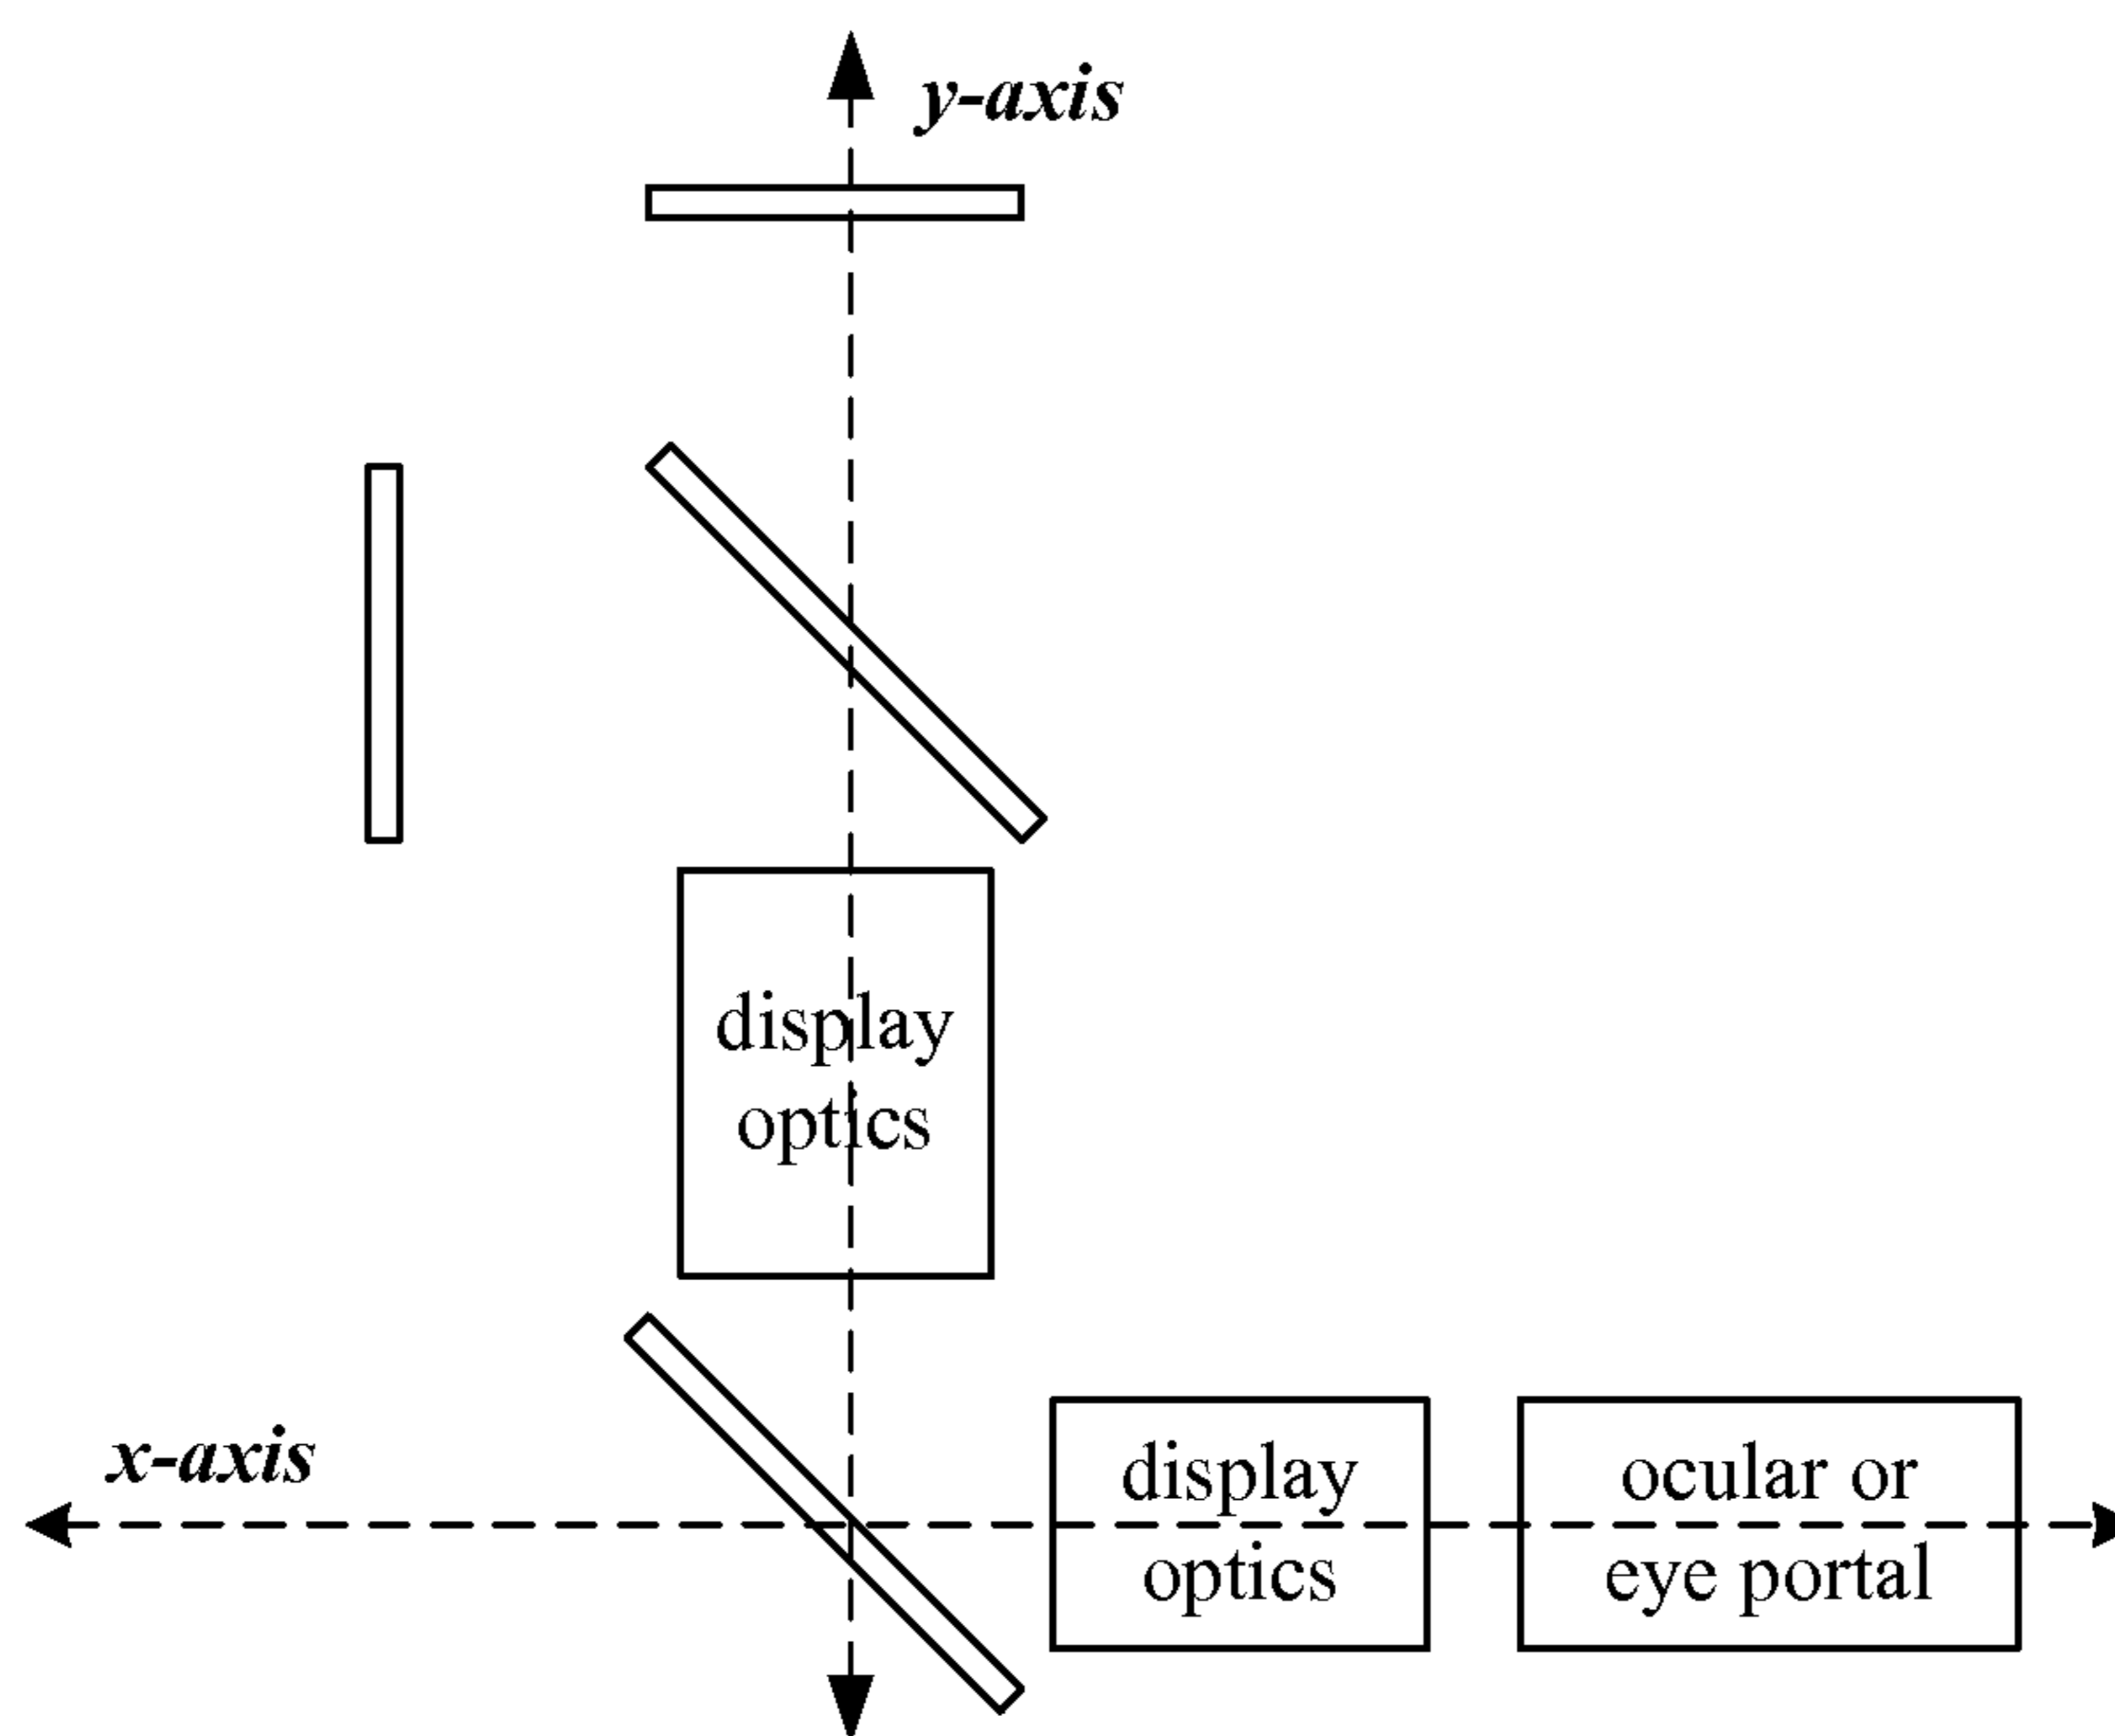 y-axis
display
optics
x-axis
display
optics
ocular or
eye portal